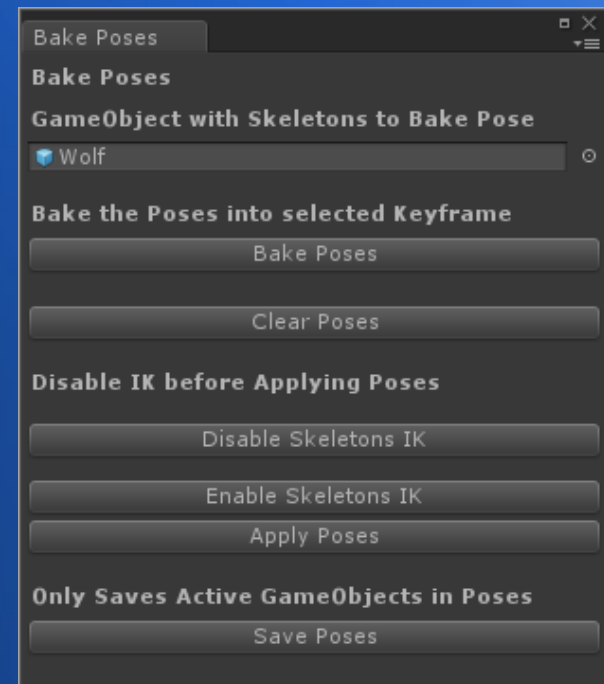 Bake Poses
Bake Poses
GameObject with Skeletons to Bake Pose
Wolf
Bake the Poses into selected Keyframe
Bake Poses
Clear Poses
Disable IK before Applying Poses
Disable Skeletons IK
Enable Skeletons IK
Apply Poses
Only Saves Active GameObjects in Poses
Save Poses